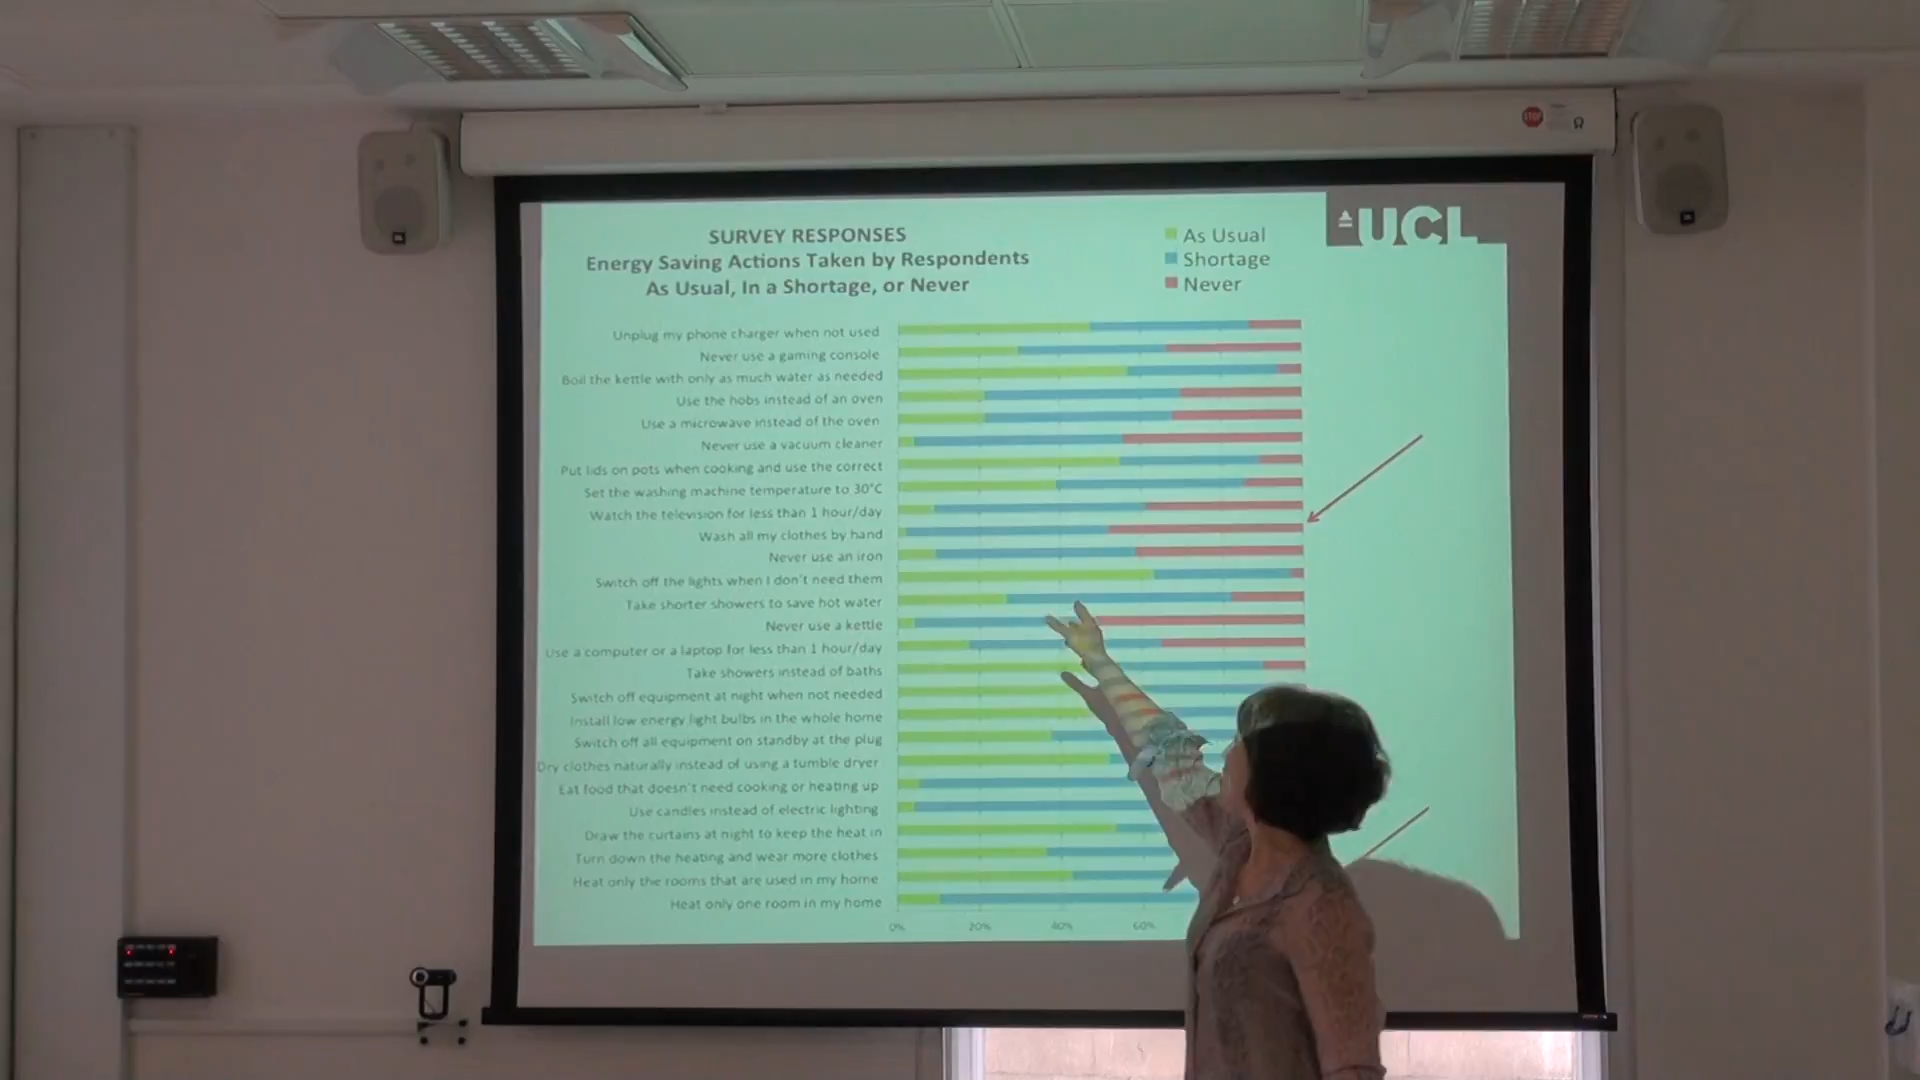 STOP
SURVEY RESPONSES
Energy Saving Actions Taken by Respondents
As Usual, In a Shortage, or Never
As Usual
Shortage
Never
UCL
Unplug my phone charger when not used
Never use a gaming console
Boil the kettle with only as much water as needed
Use the hobs instead of an oven
Use a microwave instead of the oven
Never use a vacuum cleaner
Put lids on pots when cooking and use the correct
Set the washing machine temperature to 30°C
Watch the television for less than 1 hour/day
Wash all my clothes by hand
Never use an iron
Switch off the lights when I don't need them
Take shorter showers to save hot water
Never use a kettle
Use a computer or a laptop for less than 1 hour/day
Take showers instead of baths
Switch off equipment at night when not needed
Install low energy light bulbs in the whole home
Switch off all equipment on standby at the plug
Dry clothes naturally instead of using a tumble dryer
Eat food that doesn't need cooking or heating up
Use candles instead of electric lighting
Draw the curtains at night to keep the heat in
Turn down the heating and wear more clothes
Heat only the rooms that are used in my home
Heat only one room in my home
0% 20% 40% 60%